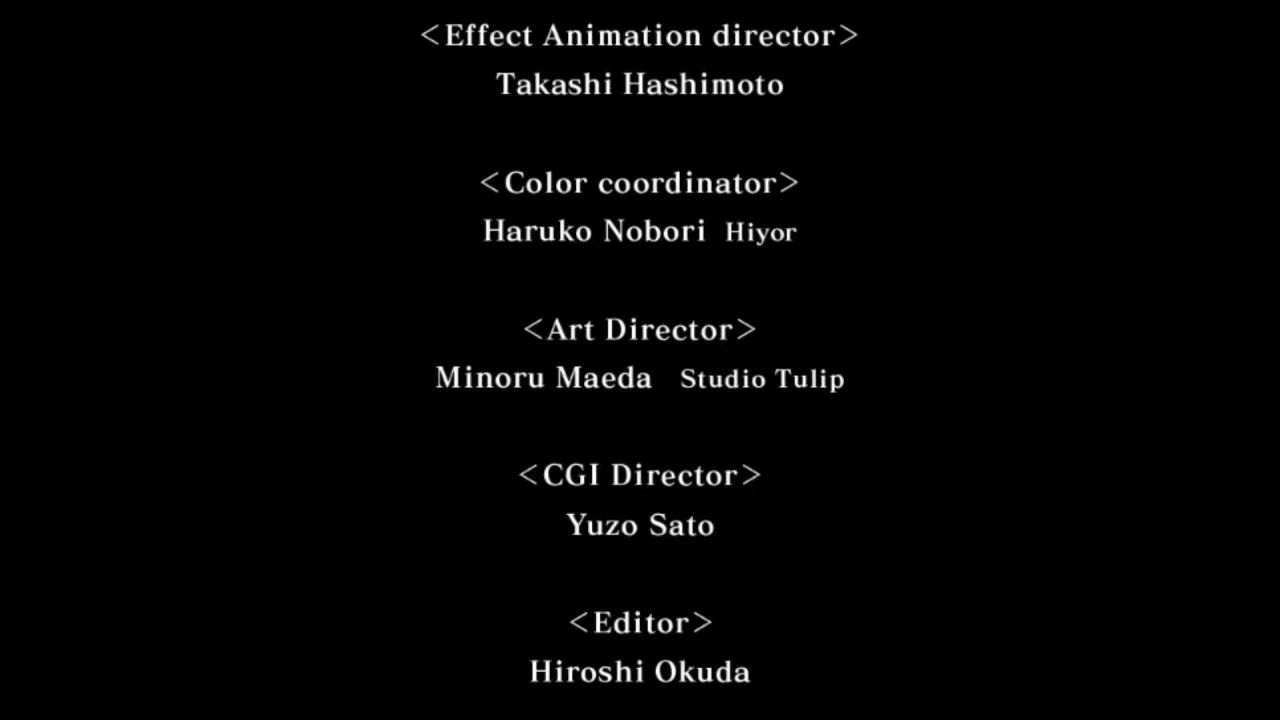 <Effect Animation director>
Takashi Hashimoto
<Color coordinator>
Haruko Nobori Hiyor
<Art Director>
Minoru Maeda Studio Tulip
<CGI Director>
Yuzo Sato
<Editor>
Hiroshi Okuda